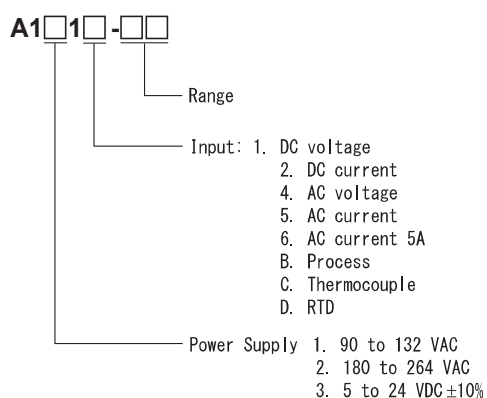 A1□1□-□□
Range
Input: 1. DC voltage
2. DC current
4. AC voltage
5. AC current
6. AC current 5A
B. Process
C. Thermocouple
D. RTD
Power Supply 1. 90 to 132 VAC
2. 180 to 264 VAC
3. 5 to 24 VDC±10%